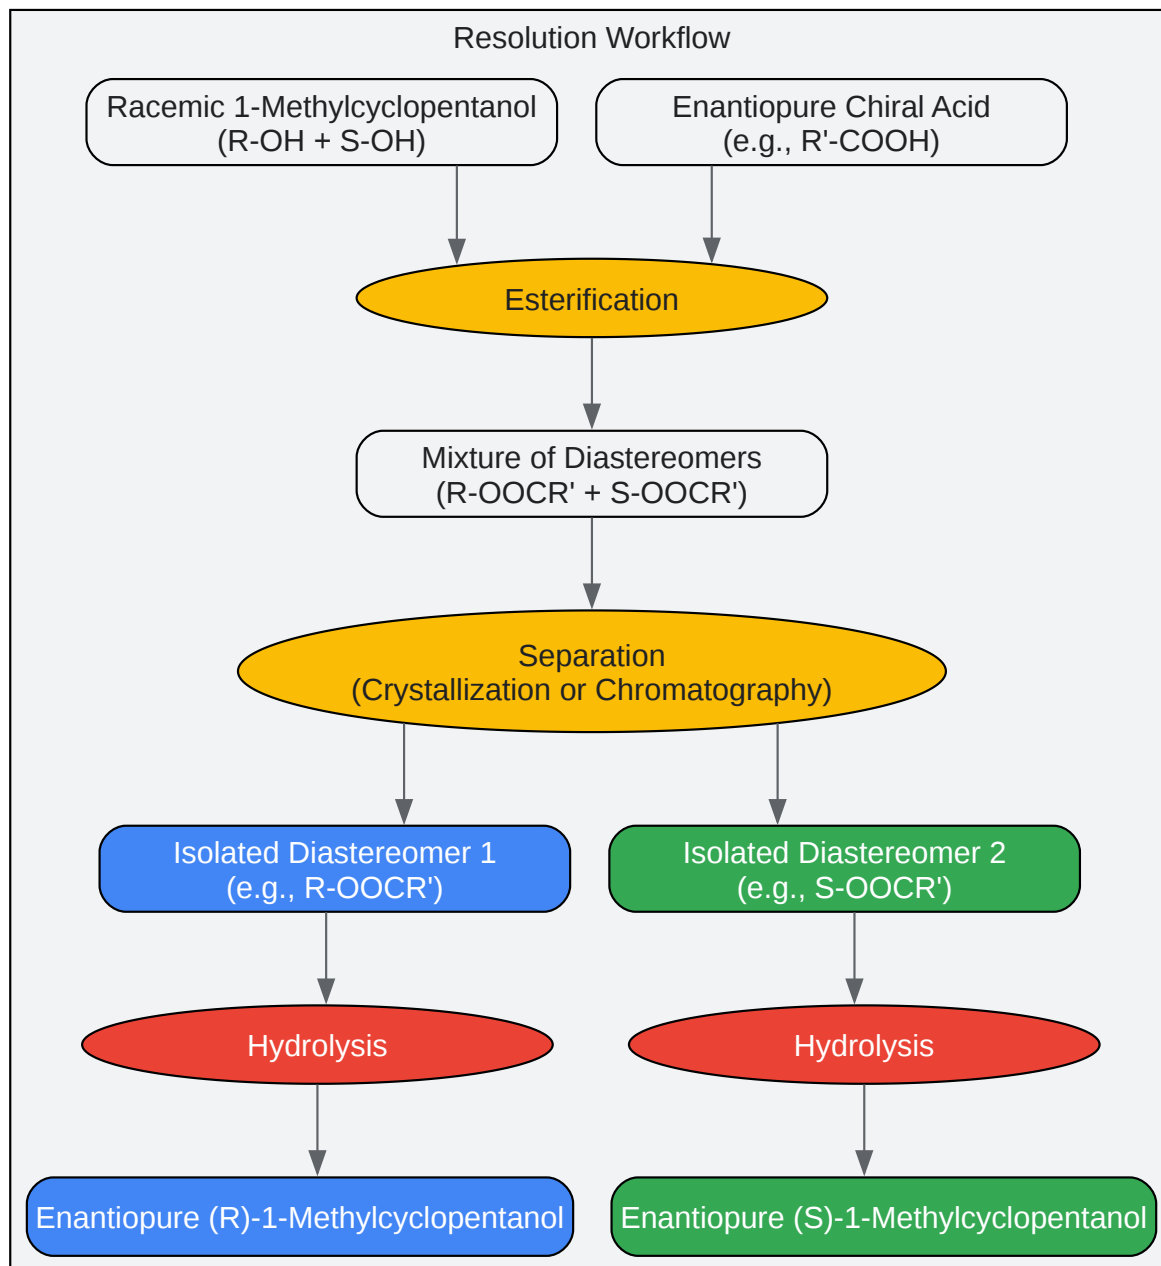 Resolution Workflow
Racemic 1-Methylcyclopentanol
(R-OH + S-OH)
Enantiopure Chiral Acid
(e.g., R'-COOH)
Esterification
Mixture of Diastereomers
(R-OOCR' + S-OOCR')
Separation
(Crystallization or Chromatography)
Isolated Diastereomer 1
(e.g., R-OOCR')
Isolated Diastereomer 2
(e.g., S-OOCR')
Hydrolysis
Hydrolysis
Enantiopure (R)-1-Methylcyclopentanol
Enantiopure (S)-1-Methylcyclopentanol